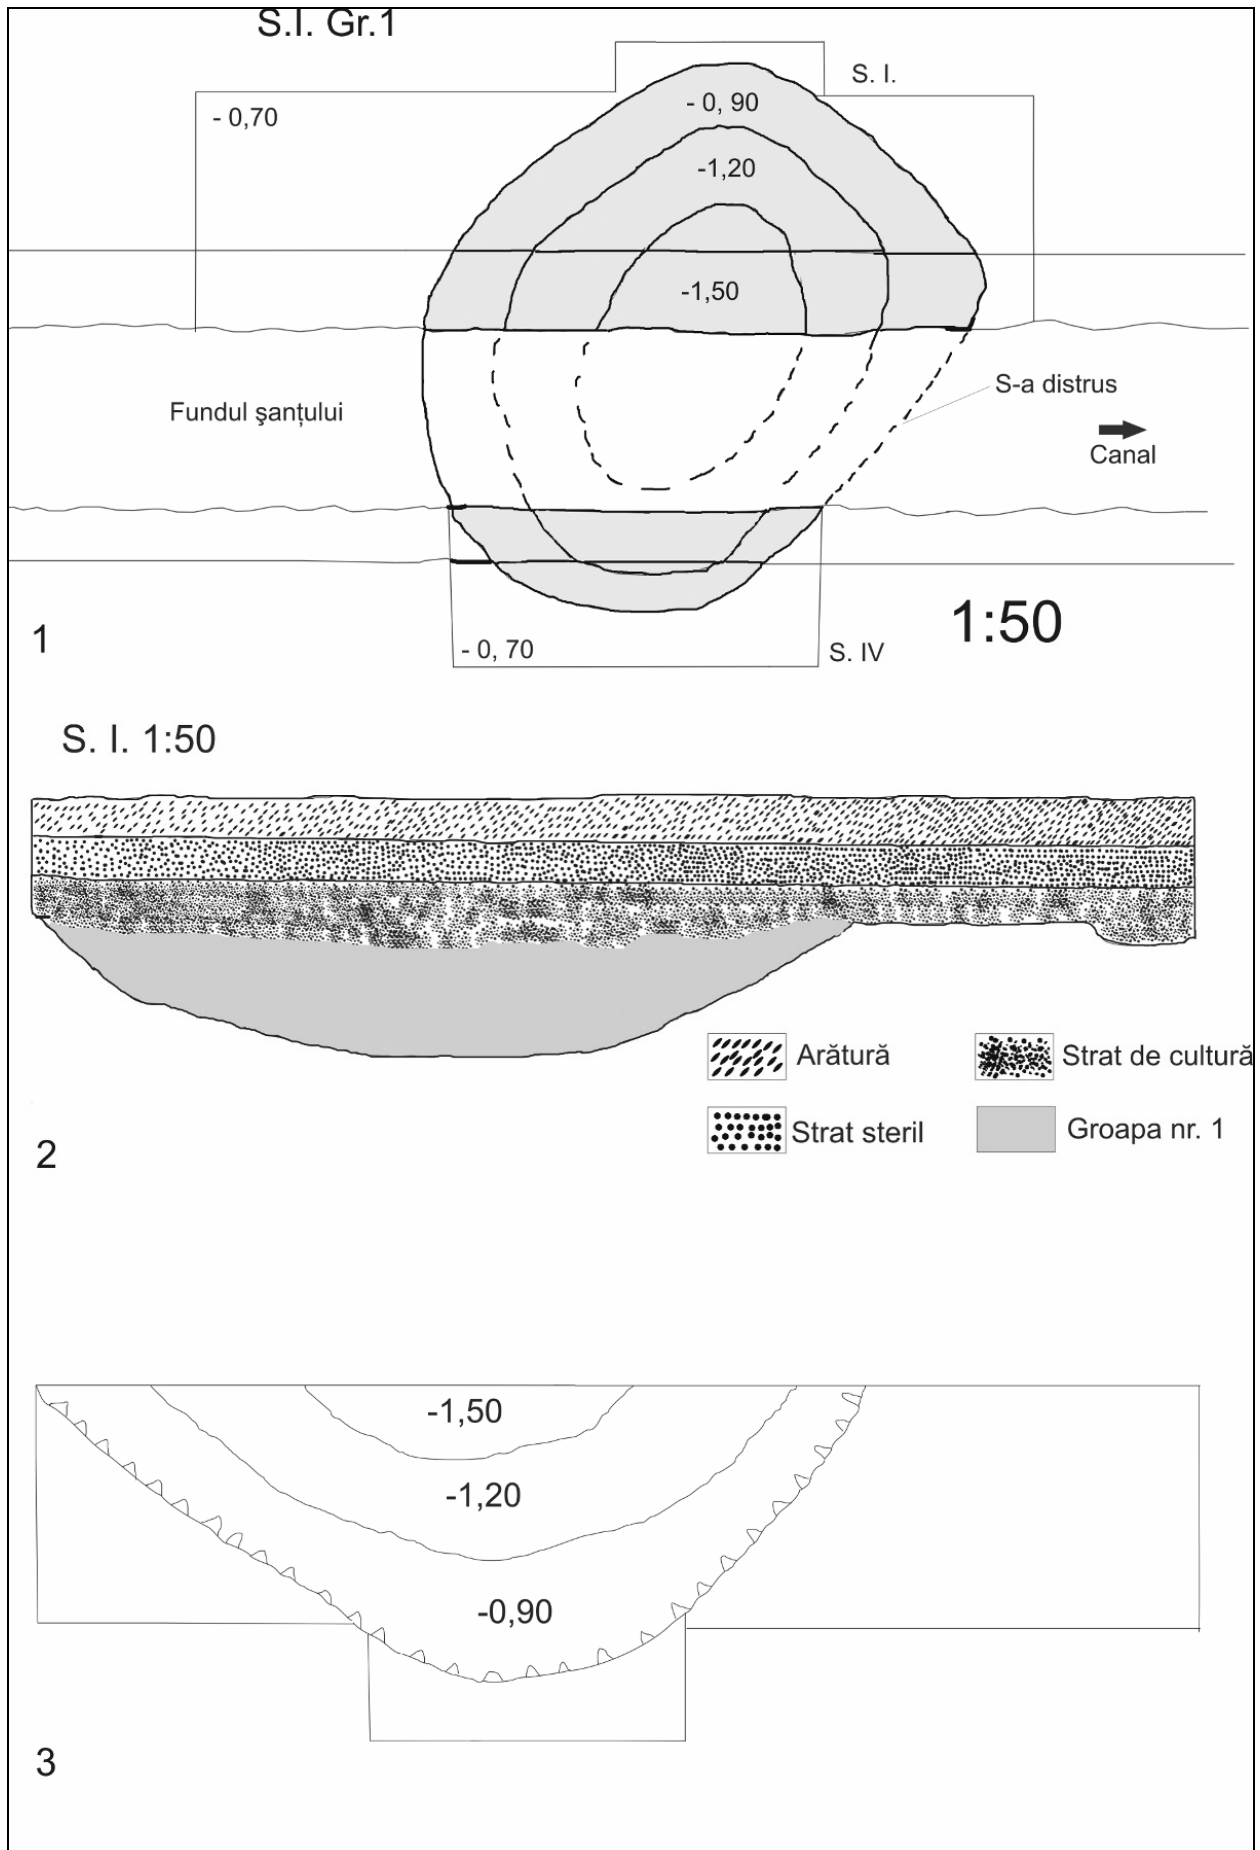 S.I. Gr.1
S. I.
- 0,70
- 0, 90
-1,20
-1,50
S-a distrus
Fundul şanțului
Canal
1:50
1
- 0, 70
S. IV
S. I. 1:50
Arătură
Strat de cultură
Strat steril
Groapa nr. 1
2
-1,50
-1,20
-0,90
3